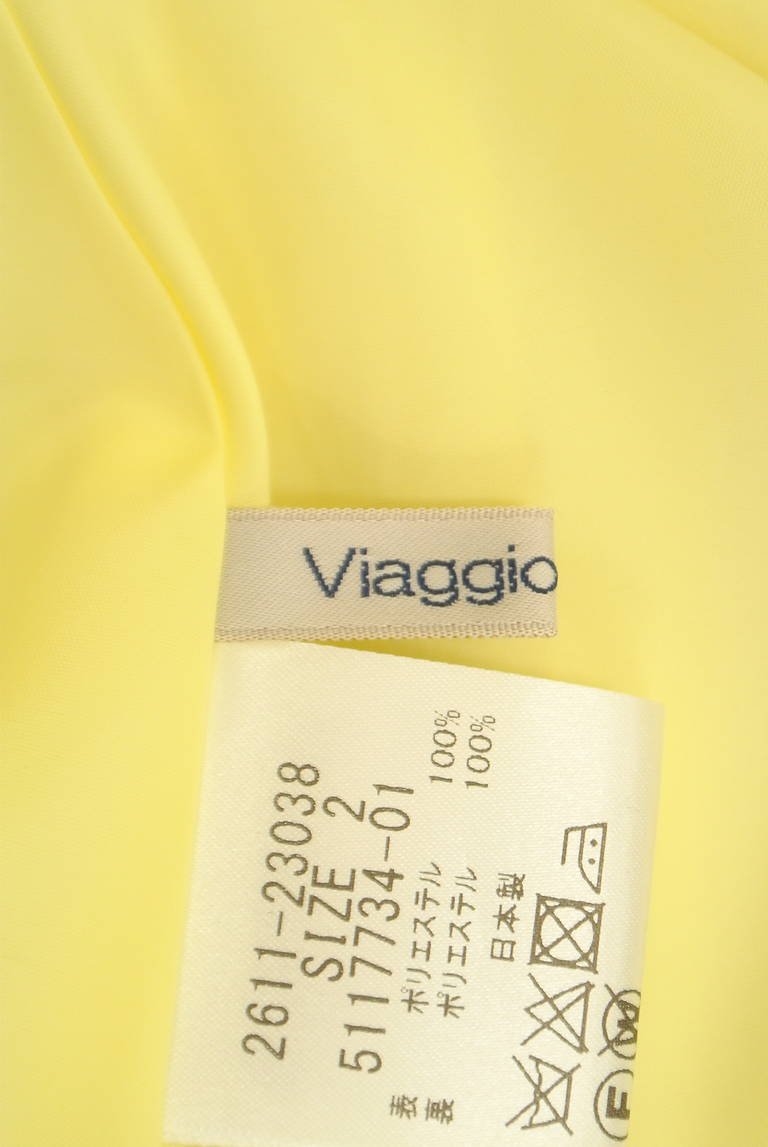 Viaggio
2611-23038
SIZE 2
5117734-01
表 ポリエステル 100%
裏 ポリエステル 100%
日本製
F W